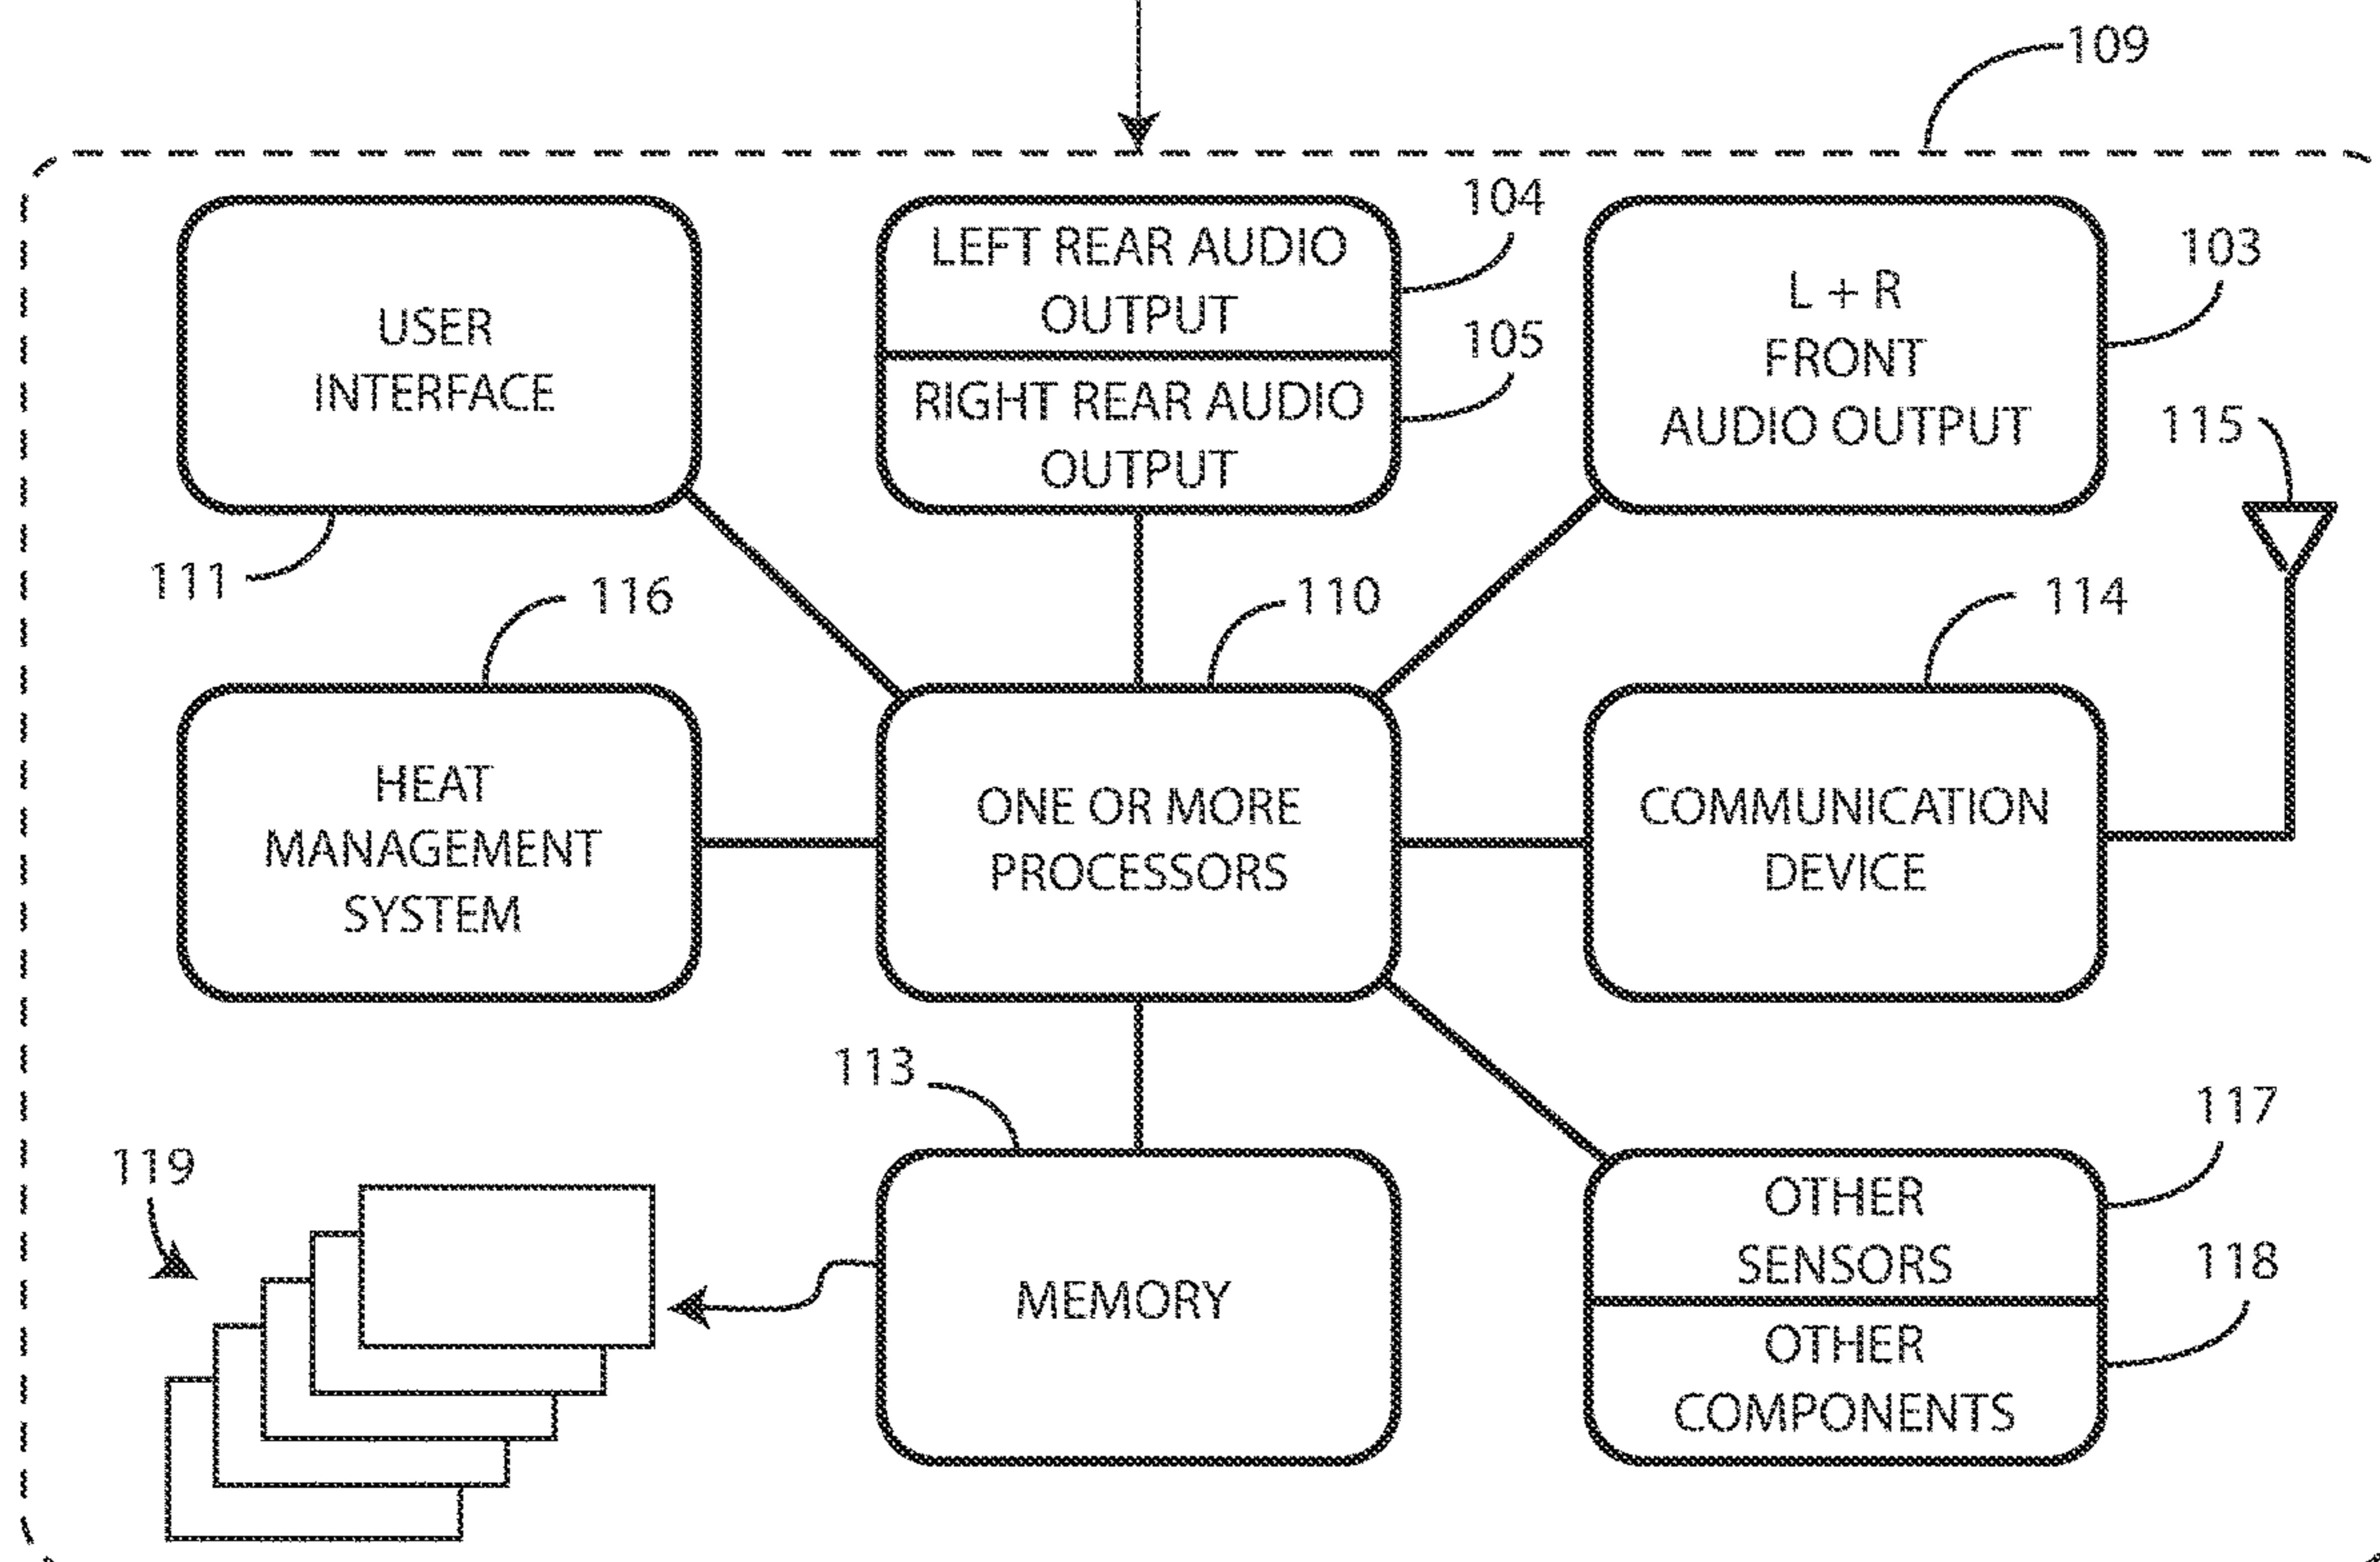 109
104
LEFT REAR AUDIO
OUTPUT
103
L + R
FRONT
AUDIO OUTPUT
USER
INTERFACE
105
RIGHT REAR AUDIO
OUTPUT
115
111
116
110
114
HEAT
MANAGEMENT
SYSTEM
ONE OR MORE
PROCESSORS
COMMUNICATION
DEVICE
113
117
119
OTHER
SENSORS
118
MEMORY
OTHER
COMPONENTS